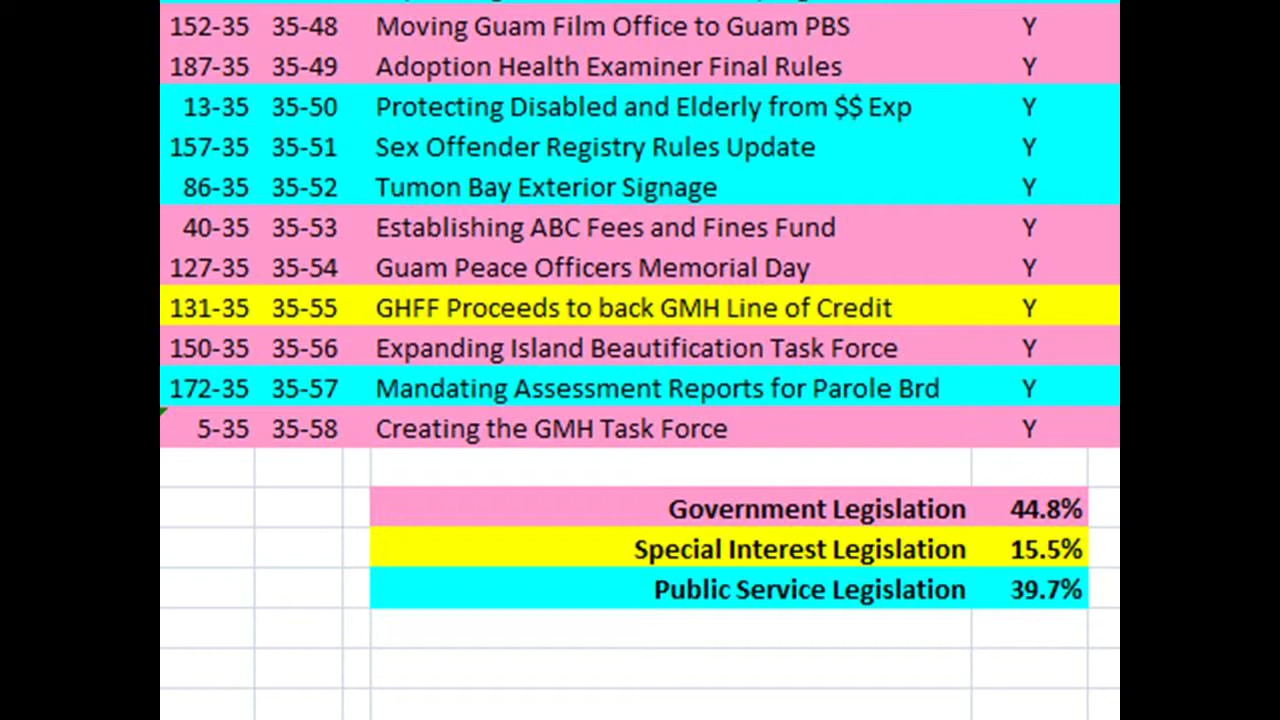 152-35 35-48 Moving Guam Film Office to Guam PBS Y
187-35 35-49 Adoption Health Examiner Final Rules Y
13-35 35-50 Protecting Disabled and Elderly from $$ Exp Y
157-35 35-51 Sex Offender Registry Rules Update Y
86-35 35-52 Tumon Bay Exterior Signage Y
40-35 35-53 Establishing ABC Fees and Fines Fund Y
127-35 35-54 Guam Peace Officers Memorial Day Y
131-35 35-55 GHFF Proceeds to back GMH Line of Credit Y
150-35 35-56 Expanding Island Beautification Task Force Y
172-35 35-57 Mandating Assessment Reports for Parole Brd Y
5-35 35-58 Creating the GMH Task Force Y
Government Legislation 44.8%
Special Interest Legislation 15.5%
Public Service Legislation 39.7%